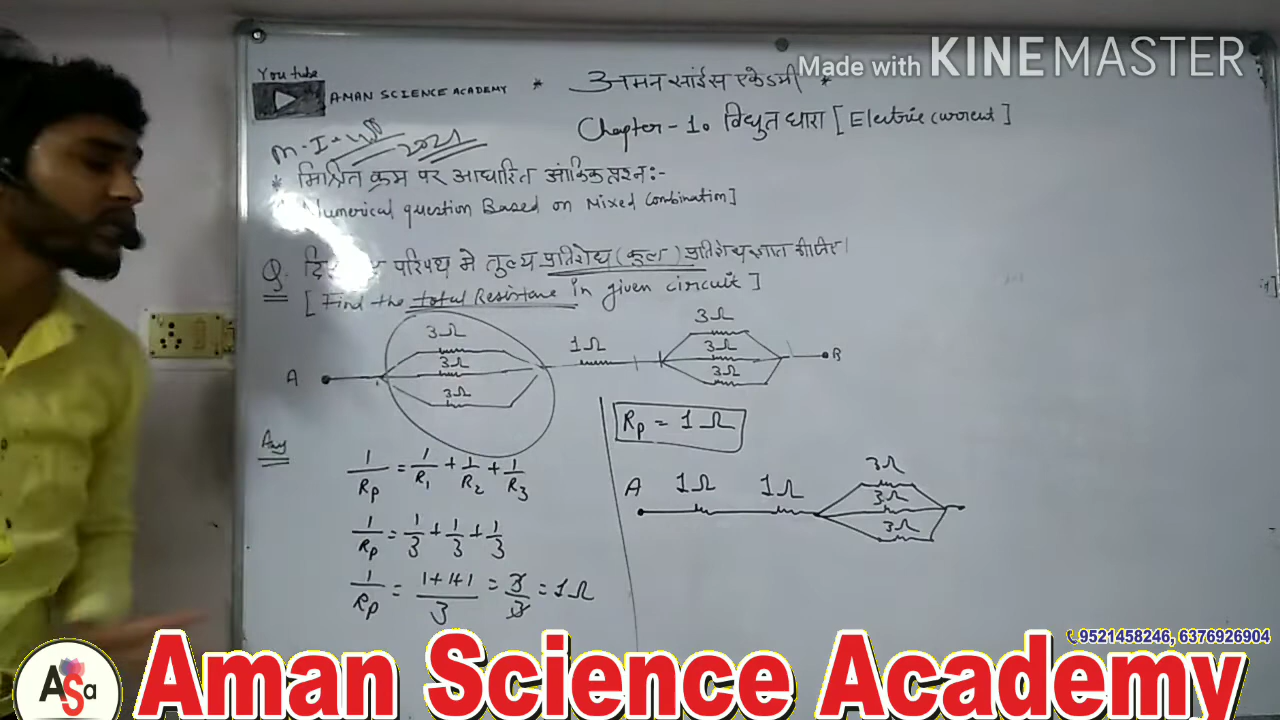 Made with KINEMASTER
You tube
AMAN SCIENCE ACADEMY * अमन साईंस एकेडमी *
Chapter - 1. विद्युत धारा [Electric current]
M-I-
2021
* मिश्रित क्रम पर आधारित आंकिक प्रश्न:-
Numerical question Based on Mixed Combination]
Q. परिपथ मे तुल्य प्रतिरोध (कुल) प्रतिरोध ज्ञात कीजिए।
[Find the total Resistance in given circuit]
3Ω 3Ω
A 3Ω 1Ω 3Ω B
3Ω 3Ω
Ans
1/Rp = 1/R1 + 1/R2 + 1/R3
1/Rp = 1/3 + 1/3 + 1/3
1/Rp = 1+1+1/3 = 3/3 = 1Ω
Rp = 1Ω
A 1Ω 1Ω 3Ω
3Ω
3Ω
9521458246, 6376926904
ASa Aman Science Academy